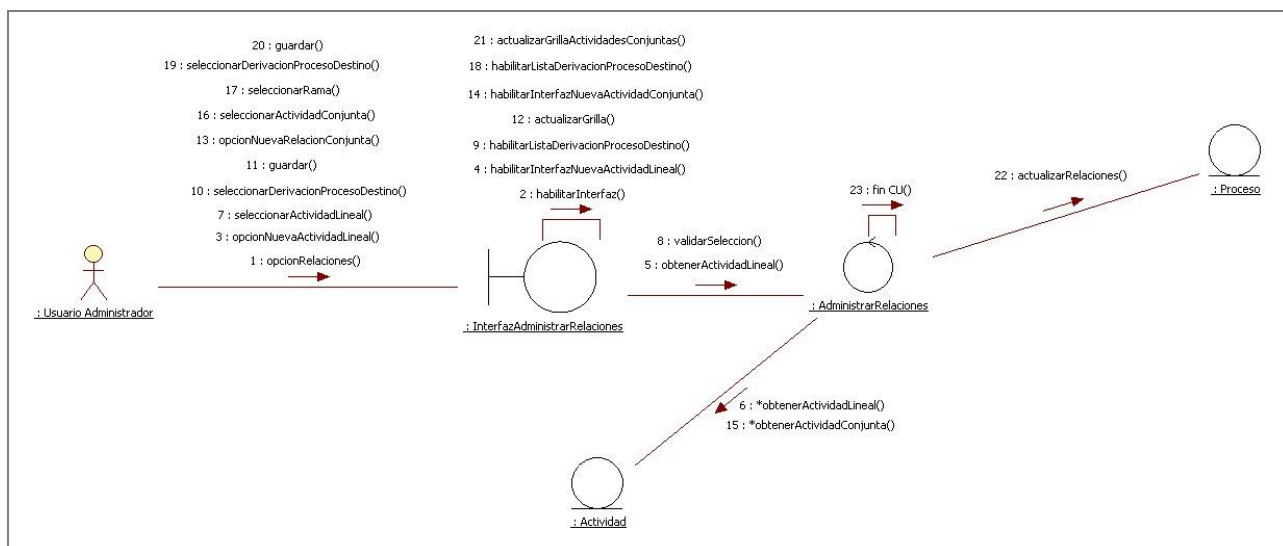 20 : guardar()
19 : seleccionarDerivacionProcesoDestino()
17 : seleccionarRama()
16 : seleccionarActividadConjunta()
13 : opcionNuevaRelacionConjunta()
11 : guardar()
10 : seleccionarDerivacionProcesoDestino()
7 : seleccionarActividadLineal()
3 : opcionNuevaActividadLineal()
1 : opcionRelaciones()
: Usuario Administrador
21 : actualizarGrillaActividadesConjuntas()
18 : habilitarListaDerivacionProcesoDestino()
14 : habilitarInterfazNuevaActividadConjunta()
12 : actualizarGrilla()
9 : habilitarListaDerivacionProcesoDestino()
4 : habilitarInterfazNuevaActividadLineal()
2 : habilitarInterfaz()
: InterfazAdministrarRelaciones
8 : validarSeleccion()
5 : obtenerActividadLineal()
23 : fin CU()
: AdministrarRelaciones
22 : actualizarRelaciones()
: Proceso
6 : *obtenerActividadLineal()
15 : *obtenerActividadConjunta()
: Actividad